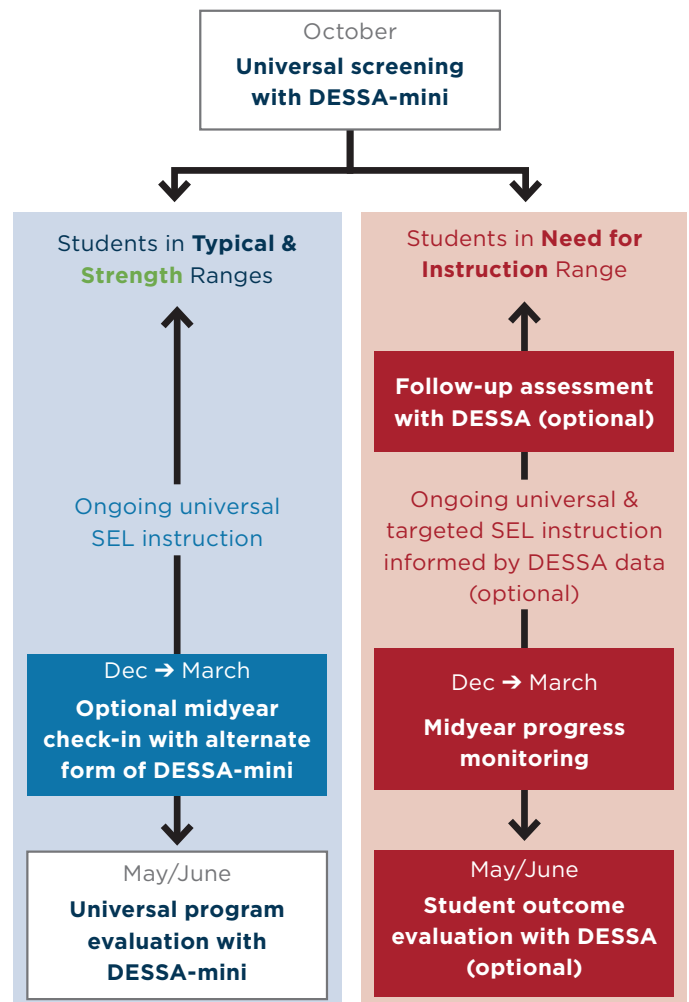 October
Universal screening
with DESSA-mini
Students in Typical &
Strength Ranges
Ongoing universal
SEL instruction
Dec ➔ March
Optional midyear
check-in with alternate
form of DESSA-mini
May/June
Universal program
evaluation with
DESSA-mini
Students in Need for
Instruction Range
Follow-up assessment
with DESSA (optional)
Ongoing universal &
targeted SEL instruction
informed by DESSA data
(optional)
Dec ➔ March
Midyear progress
monitoring
May/June
Student outcome
evaluation with DESSA
(optional)